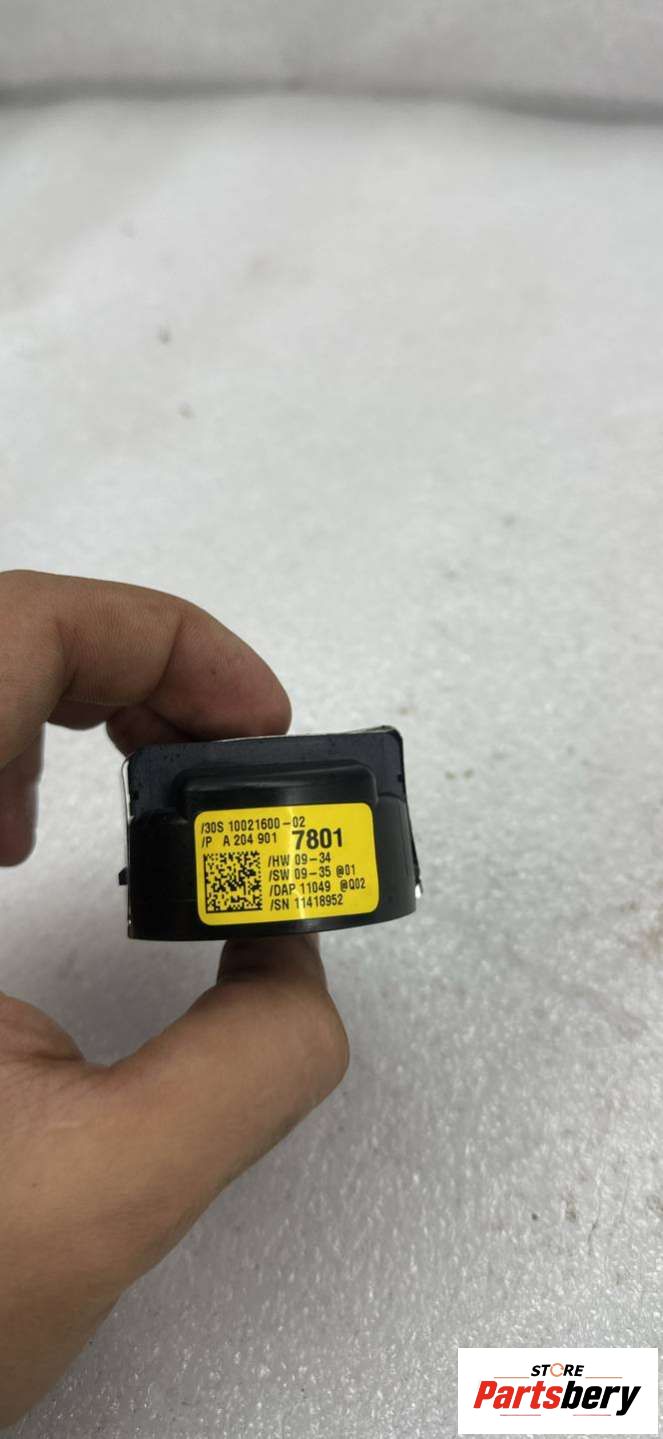 /30S 10021600-02
/P A 204 901 7801
/HW 09-34
/SW 09-35 @01
/DAP 11049 @Q02
/SN 11418952
STORE
Partsbery